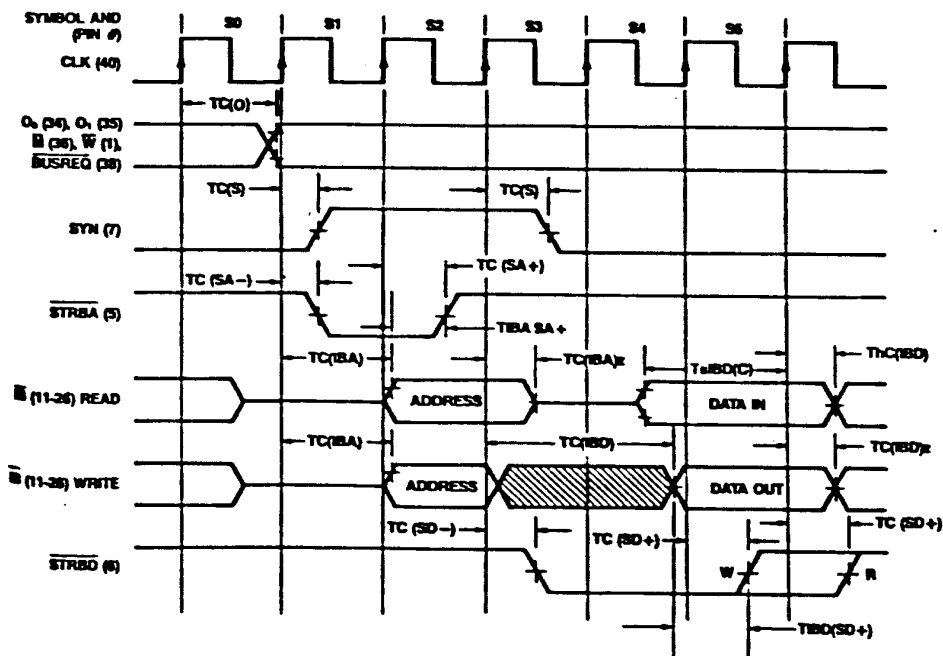 SYMBOL AND
(PIN #)
S0 S1 S2 S3 S4 S5
CLK (40)
TC(O)
O₀ (34), O₁ (35)
R̅ (36), W̅ (1),
B̅U̅S̅R̅E̅Q̅ (38)
TC(S) TC(S)
SYN (7)
TC (SA−) TC (SA+)
S̅T̅R̅B̅A̅ (5)
TIBA SA+
TC(IBA) TC(IBA)z TsIBD(C) ThC(IBD)
(11-26) READ ADDRESS DATA IN
TC(IBA) TC(IBD) TC(IBD)z
(11-26) WRITE ADDRESS DATA OUT
TC (SD−) TC (SD+) TC (SD+)
S̅T̅R̅B̅D̅ (6) W R
TIBD(SD+)